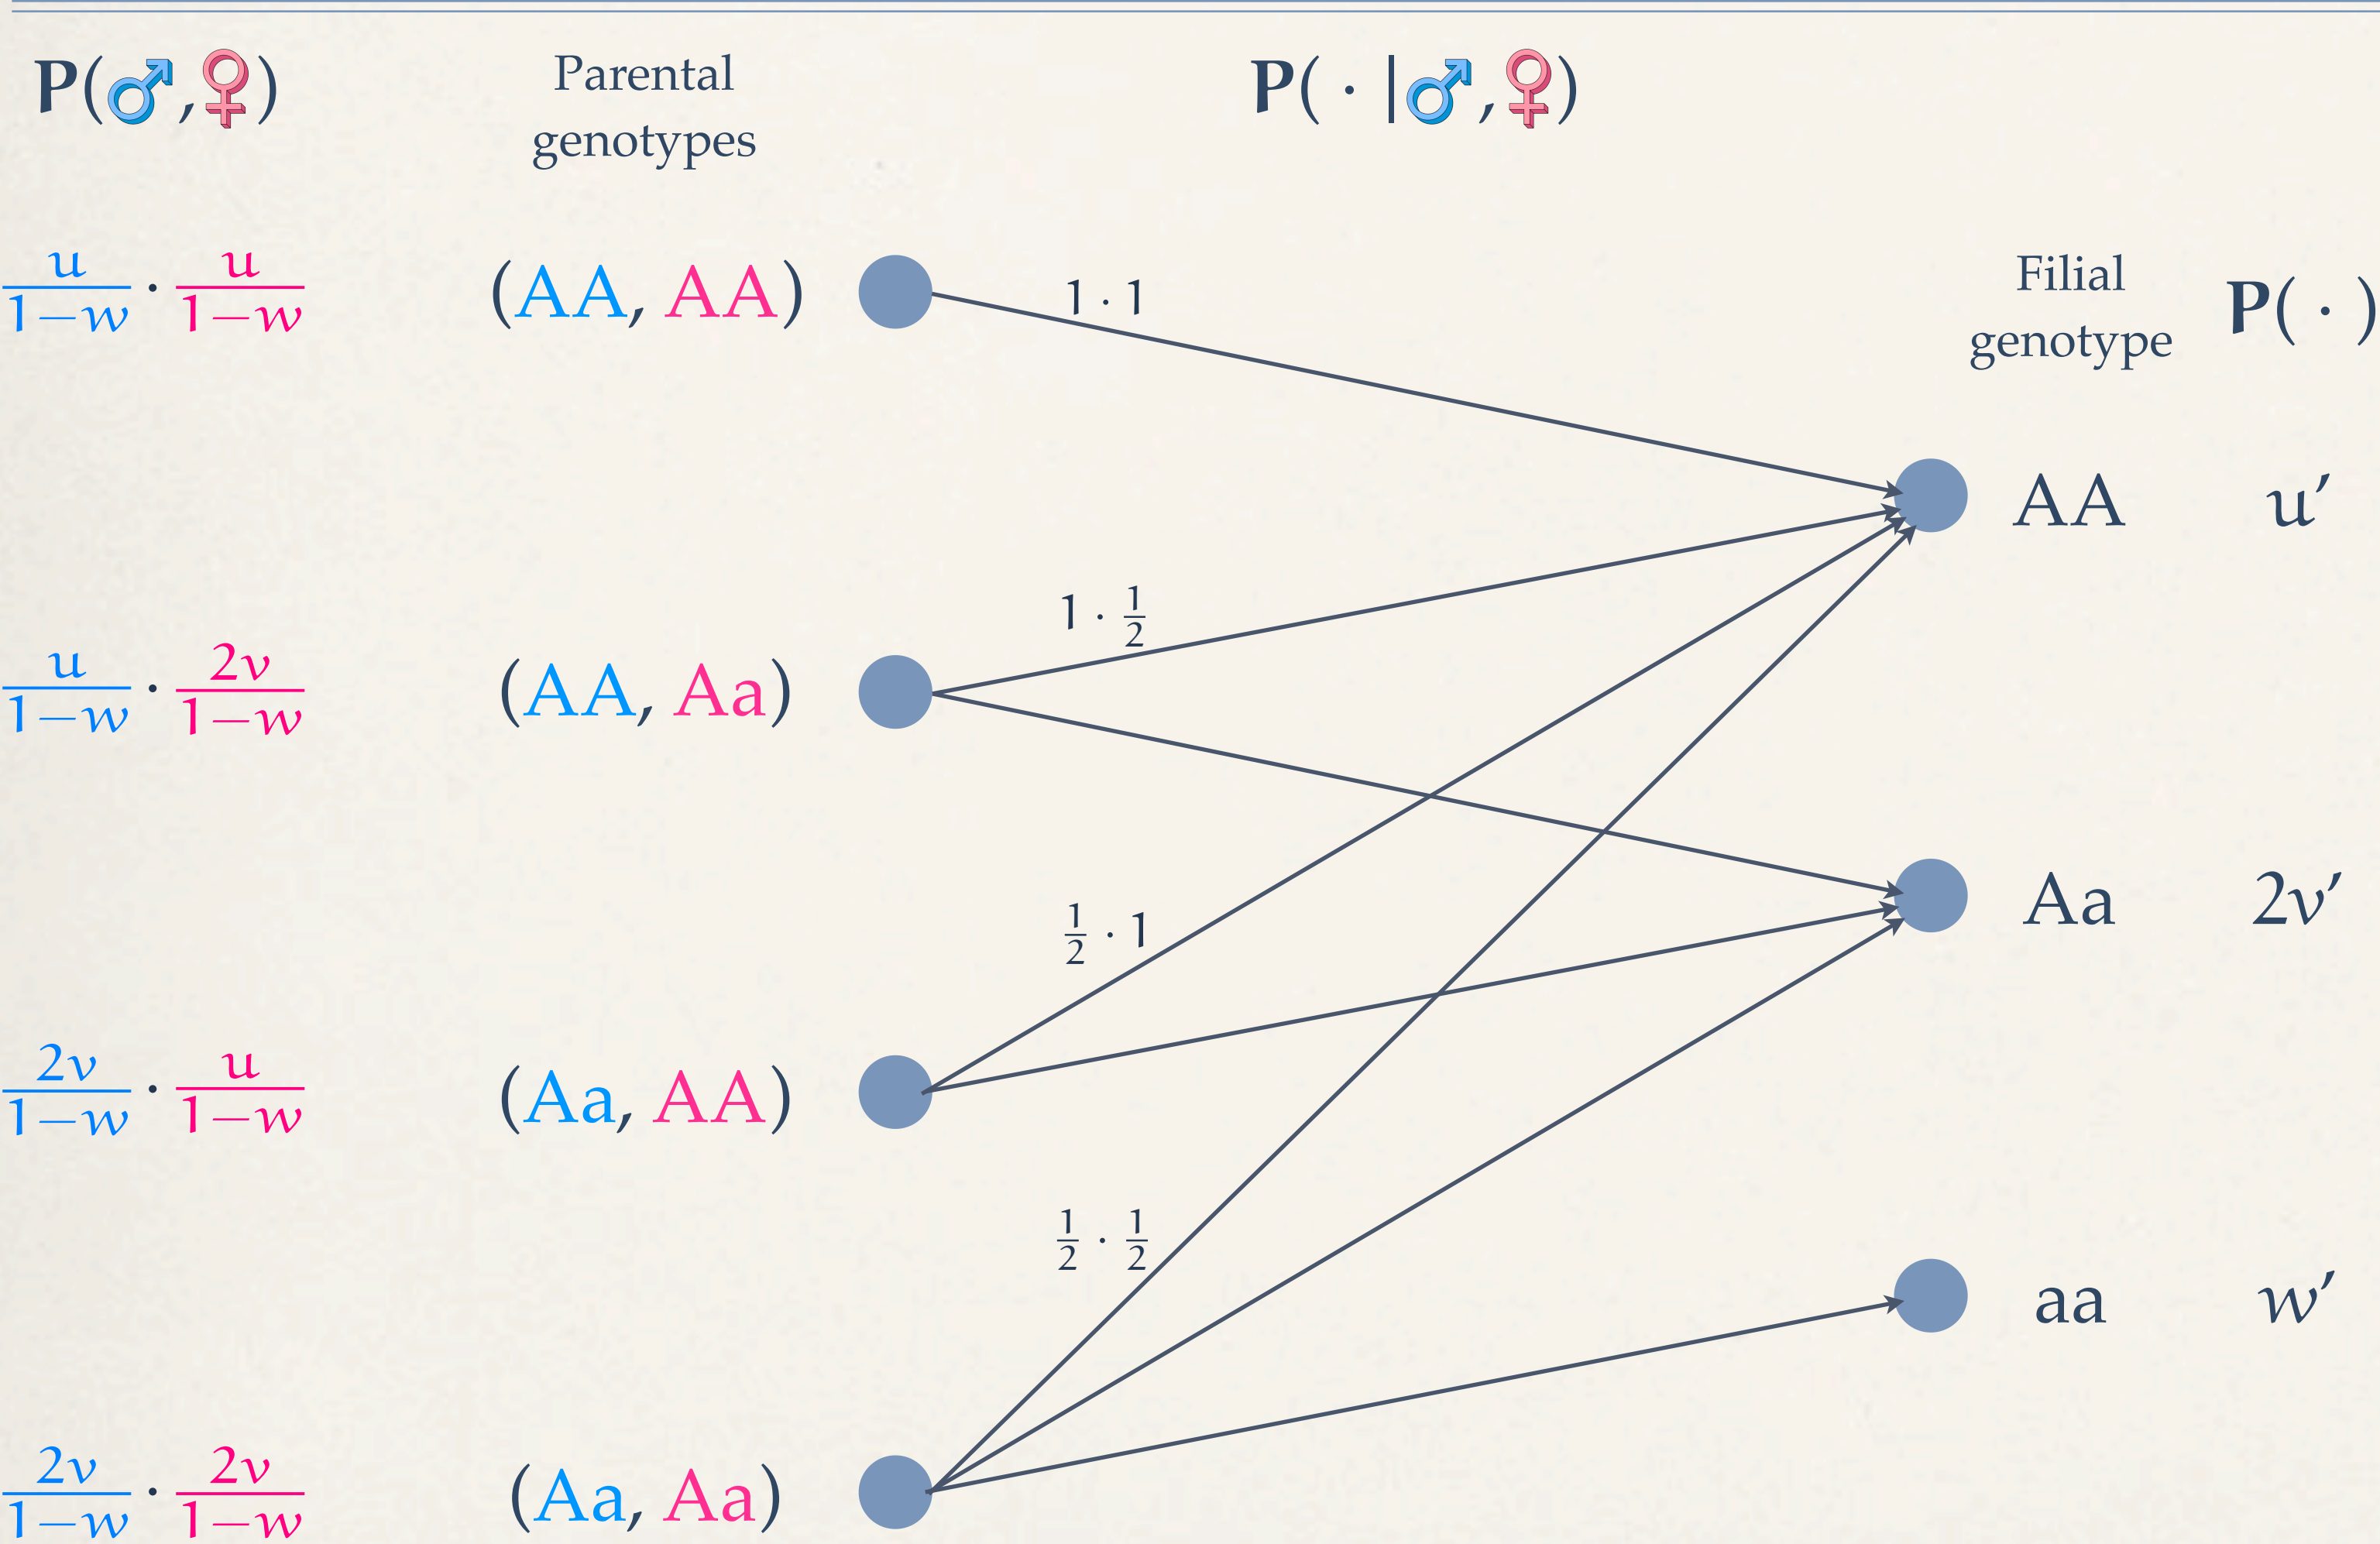 P(♂,♀)
Parental
genotypes
P( · |♂,♀)
u/(1−w) · u/(1−w)
(AA, AA)
1 · 1
Filial
genotype
P( · )
AA
u′
1 · 1/2
u/(1−w) · 2v/(1−w)
(AA, Aa)
Aa
2v′
1/2 · 1
2v/(1−w) · u/(1−w)
(Aa, AA)
1/2 · 1/2
aa
w′
2v/(1−w) · 2v/(1−w)
(Aa, Aa)